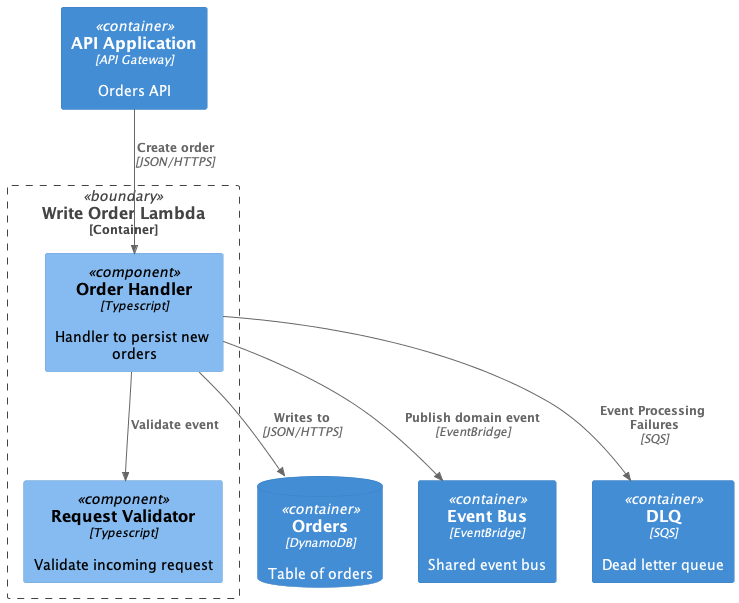 «container»
API Application
[API Gateway]
Orders API
Create order
[JSON/HTTPS]
«boundary»
Write Order Lambda
[Container]
«component»
Order Handler
[Typescript]
Handler to persist new
orders
Validate event
Writes to
[JSON/HTTPS]
Publish domain event
[EventBridge]
Event Processing
Failures
[SQS]
«component»
Request Validator
[Typescript]
Validate incoming request
«container»
Orders
[DynamoDB]
Table of orders
«container»
Event Bus
[EventBridge]
Shared event bus
«container»
DLQ
[SQS]
Dead letter queue